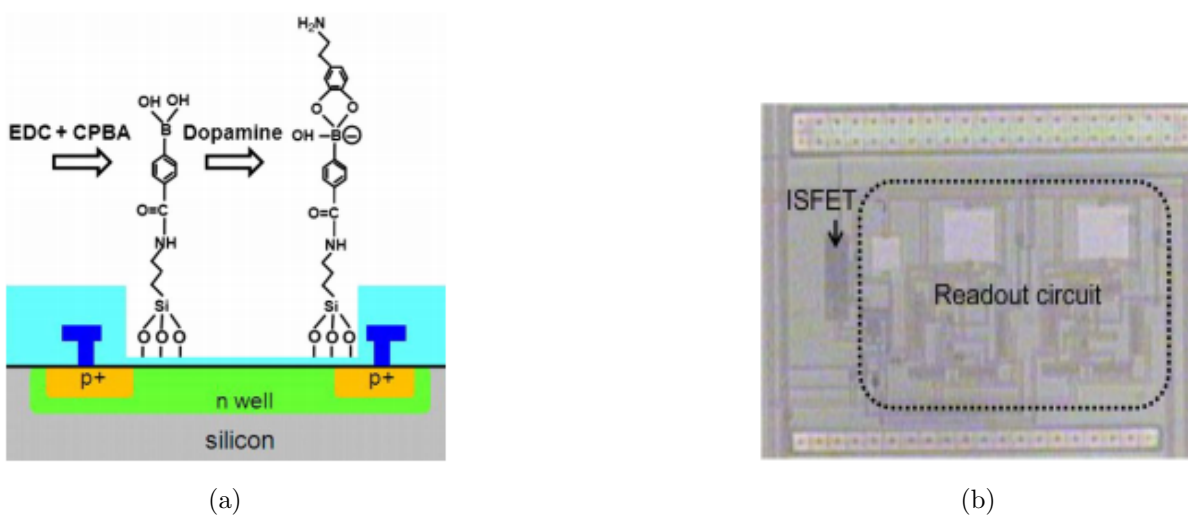 H₂N
O O
OH OH
B
OH B ⊖
EDC + CPBA
Dopamine
O=C
NH
Si
O O O
O=C
NH
Si
O O O
p+
p+
n well
silicon
(a)
ISFET
Readout circuit
(b)